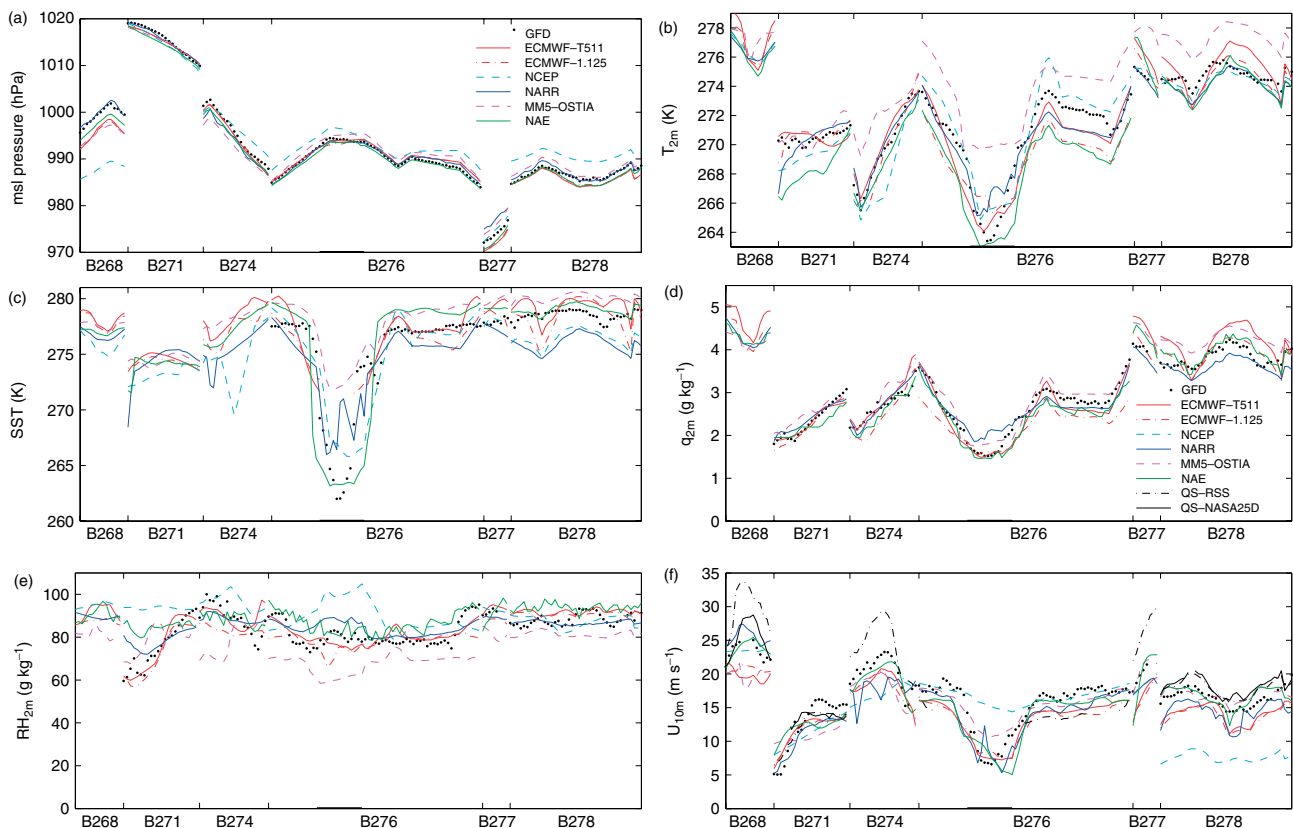 (a)
1020
1010
1000
990
980
970
msl pressure (hPa)
GFD
ECMWF–T511
ECMWF–1.125
NCEP
NARR
MM5–OSTIA
NAE
B268 B271 B274 B276 B277 B278
(b)
278
276
274
272
270
268
266
264
T2m (K)
B268 B271 B274 B276 B277 B278
(c)
280
275
270
265
260
SST (K)
B268 B271 B274 B276 B277 B278
(d)
5
4
3
2
1
0
q2m (g kg−1)
GFD
ECMWF–T511
ECMWF–1.125
NCEP
NARR
MM5–OSTIA
NAE
QS–RSS
QS–NASA25D
B268 B271 B274 B276 B277 B278
(e)
100
80
60
40
20
0
RH2m (g kg−1)
B268 B271 B274 B276 B277 B278
(f)
35
30
25
20
15
10
5
0
U10m (m s−1)
B268 B271 B274 B276 B277 B278